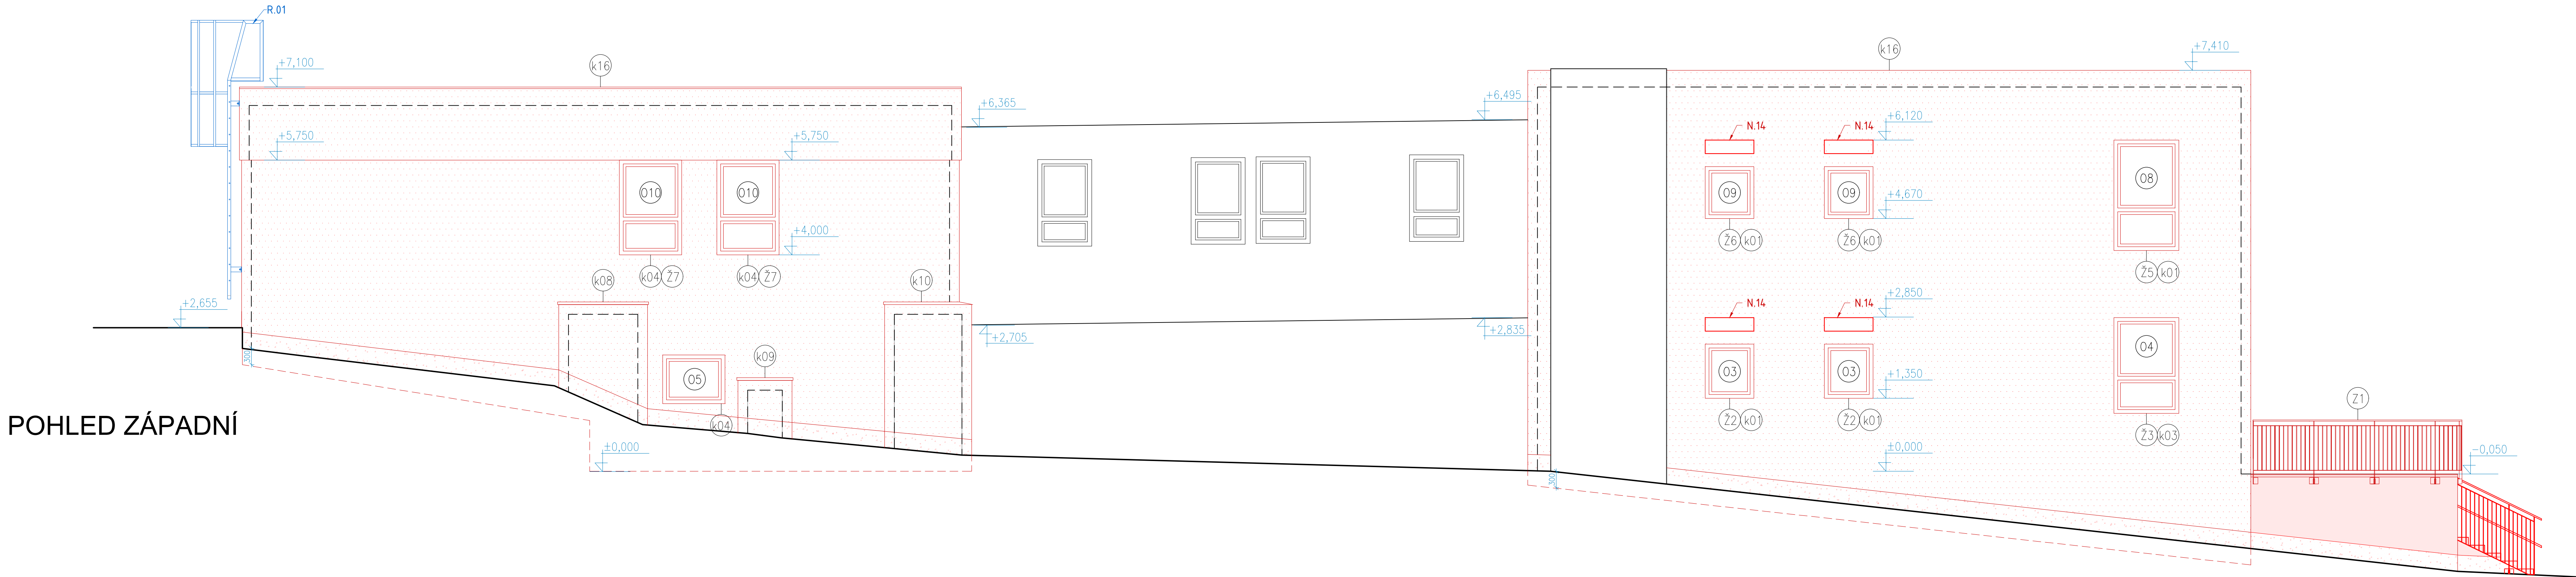 R.01
+7,100
k16
k16
+7,410
+6,365
+6,495
+5,750
+5,750
+6,120
N.14
N.14
O10
O10
O9
O9
O8
+4,670
+4,000
Ž6 k01
Ž6 k01
k04 Ž7
k04 Ž7
k08
k10
Ž5 k01
+2,655
+2,850
N.14
N.14
+2,705
+2,835
300
k09
O5
O3
O3
O4
+1,350
k04
Ž2 k01
Ž2 k01
Ž3 k03
Z1
POHLED ZÁPADNÍ
±0,000
±0,000
-0,050
300